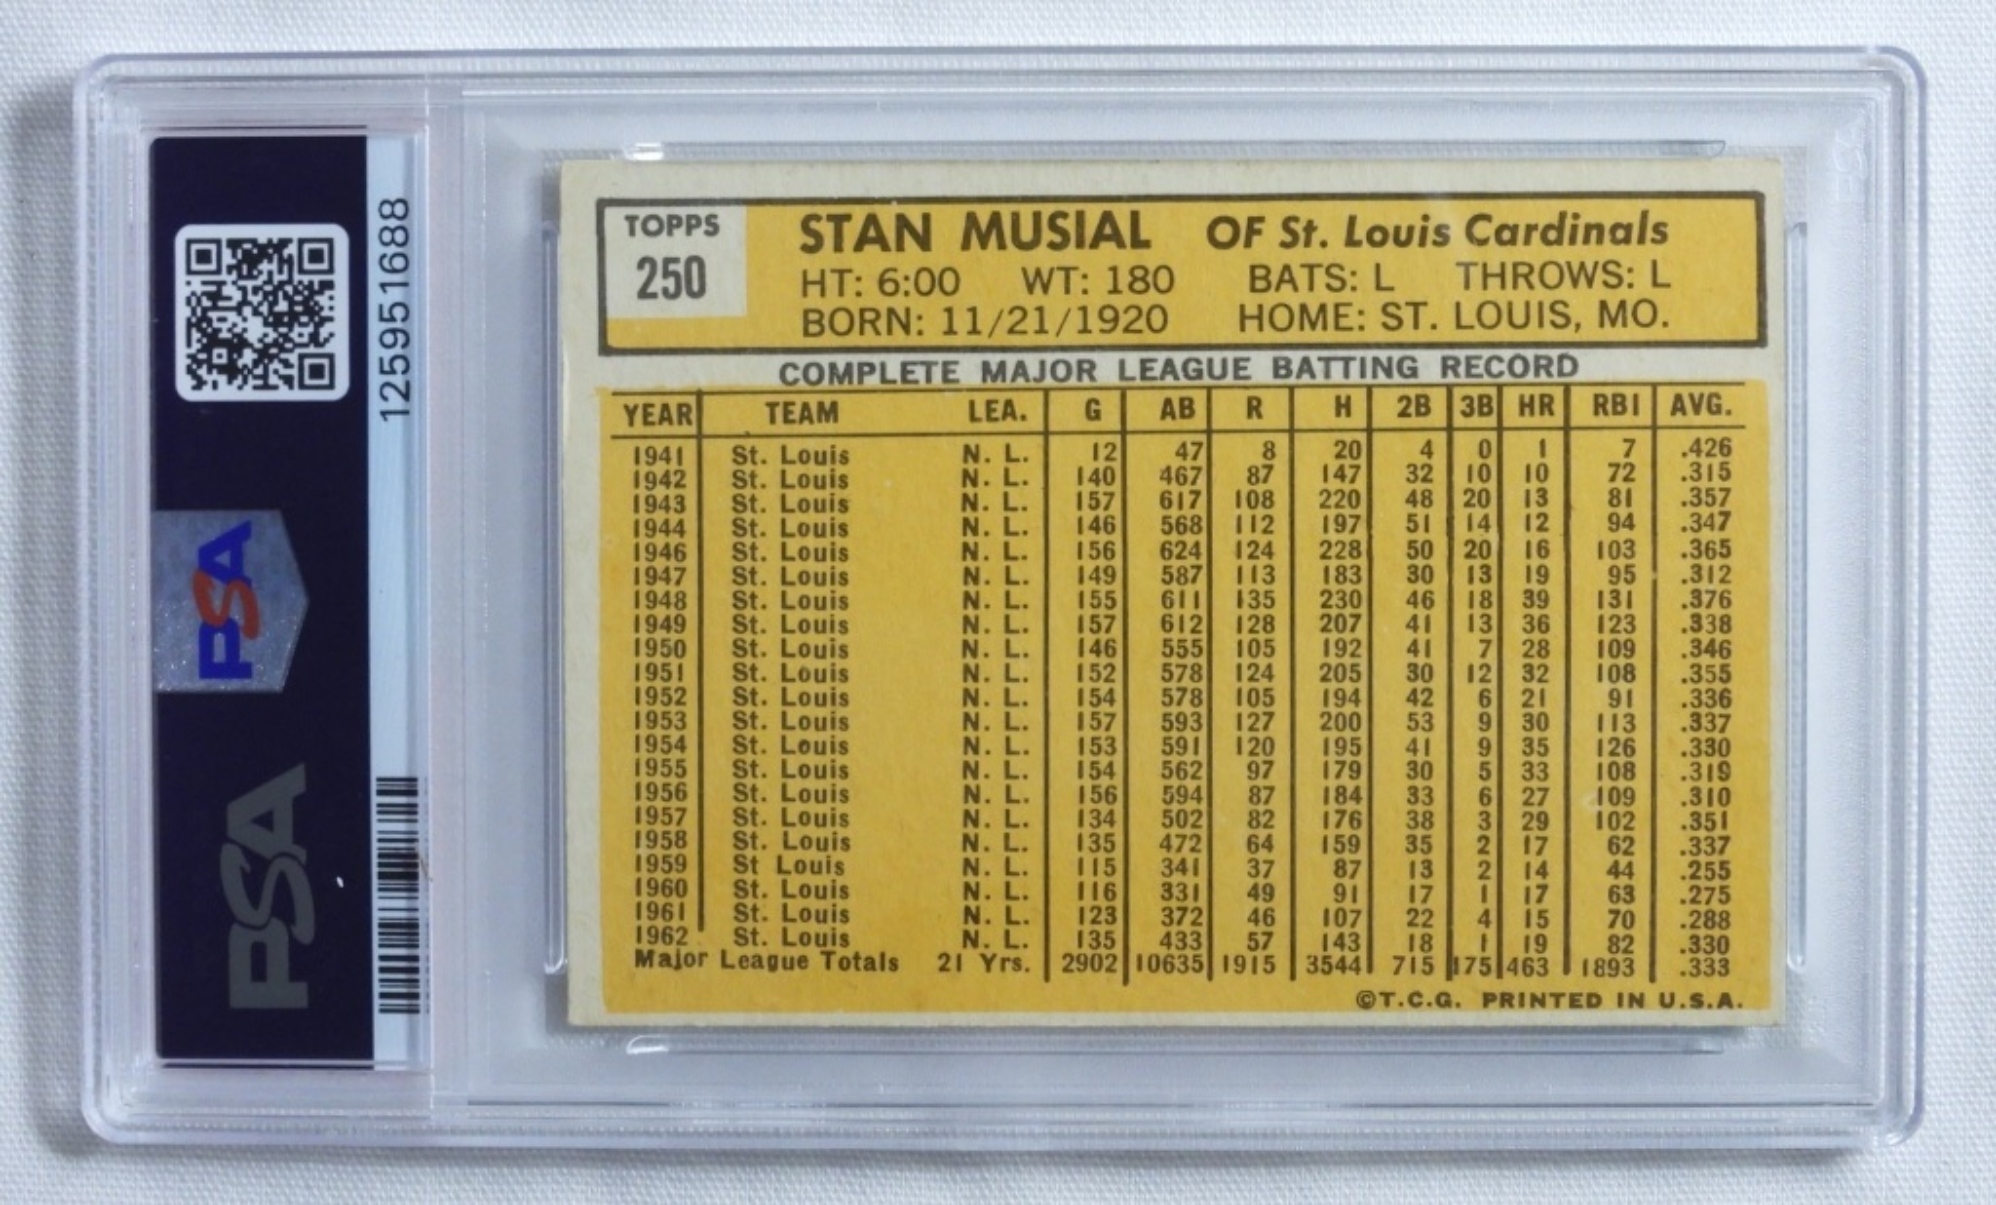 125951688
PSA
PSA
TOPPS
250
STAN MUSIAL OF St. Louis Cardinals
HT: 6:00 WT: 180 BATS: L THROWS: L
BORN: 11/21/1920 HOME: ST. LOUIS, MO.
COMPLETE MAJOR LEAGUE BATTING RECORD
YEAR TEAM LEA. G AB R H 2B 3B HR RBI AVG.
1941 St. Louis N. L. 12 47 8 20 4 0 1 7 .426
1942 St. Louis N. L. 140 467 87 147 32 10 10 72 .315
1943 St. Louis N. L. 157 617 108 220 48 20 13 81 .357
1944 St. Louis N. L. 146 568 112 197 51 14 12 94 .347
1946 St. Louis N. L. 156 624 124 228 50 20 16 103 .365
1947 St. Louis N. L. 149 587 113 183 30 13 19 95 .312
1948 St. Louis N. L. 155 611 135 230 46 18 39 131 .376
1949 St. Louis N. L. 157 612 128 207 41 13 36 123 .338
1950 St. Louis N. L. 146 555 105 192 41 7 28 109 .346
1951 St. Louis N. L. 152 578 124 205 30 12 32 108 .355
1952 St. Louis N. L. 154 578 105 194 42 6 21 91 .336
1953 St. Louis N. L. 157 593 127 200 53 9 30 113 .337
1954 St. Louis N. L. 153 591 120 195 41 9 35 126 .330
1955 St. Louis N. L. 154 562 97 179 30 5 33 108 .319
1956 St. Louis N. L. 156 594 87 184 33 6 27 109 .310
1957 St. Louis N. L. 134 502 82 176 38 3 29 102 .351
1958 St. Louis N. L. 135 472 64 159 35 2 17 62 .337
1959 St Louis N. L. 115 341 37 87 13 2 14 44 .255
1960 St. Louis N. L. 116 331 49 91 17 1 17 63 .275
1961 St. Louis N. L. 123 372 46 107 22 4 15 70 .288
1962 St. Louis N. L. 135 433 57 143 18 1 19 82 .330
Major League Totals 21 Yrs. 2902 10635 1915 3544 715 175 463 1893 .333
©T.C.G. PRINTED IN U.S.A.